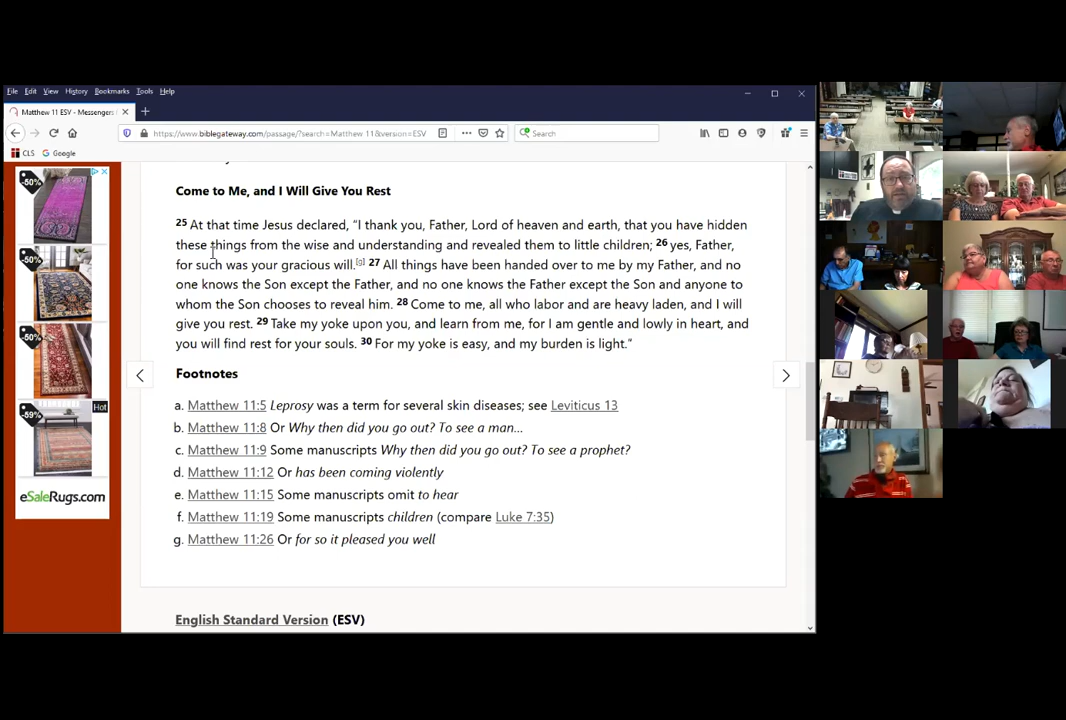 File Edit View History Bookmarks Tools Help
Matthew 11 ESV - Messengers
https://www.biblegateway.com/passage/?search=Matthew 11&version=ESV
Search
CLS Google
-50%
-50%
-50%
-59%
Hot
eSaleRugs.com
Come to Me, and I Will Give You Rest
25 At that time Jesus declared, “I thank you, Father, Lord of heaven and earth, that you have hidden
these things from the wise and understanding and revealed them to little children; 26 yes, Father,
for such was your gracious will.[g] 27 All things have been handed over to me by my Father, and no
one knows the Son except the Father, and no one knows the Father except the Son and anyone to
whom the Son chooses to reveal him. 28 Come to me, all who labor and are heavy laden, and I will
give you rest. 29 Take my yoke upon you, and learn from me, for I am gentle and lowly in heart, and
you will find rest for your souls. 30 For my yoke is easy, and my burden is light.”
Footnotes
a. Matthew 11:5 Leprosy was a term for several skin diseases; see Leviticus 13
b. Matthew 11:8 Or Why then did you go out? To see a man...
c. Matthew 11:9 Some manuscripts Why then did you go out? To see a prophet?
d. Matthew 11:12 Or has been coming violently
e. Matthew 11:15 Some manuscripts omit to hear
f. Matthew 11:19 Some manuscripts children (compare Luke 7:35)
g. Matthew 11:26 Or for so it pleased you well
English Standard Version (ESV)